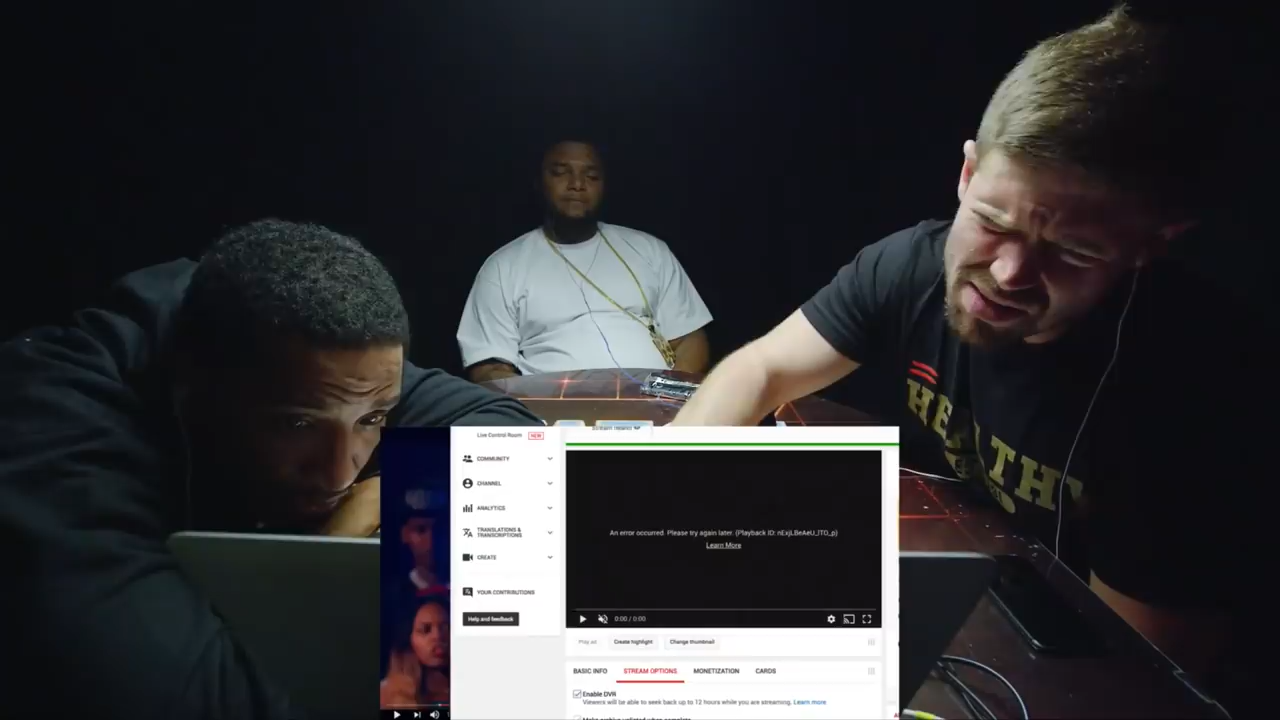 Live Control Room NEW
COMMUNITY
CHANNEL
ANALYTICS
TRANSLATIONS &
TRANSCRIPTIONS
CREATE
YOUR CONTRIBUTIONS
Help and feedback
An error occurred. Please try again later. (Playback ID:
Learn More
0:00 / 0:00
Play ad
Create highlight
Change thumbnail
BASIC INFO
STREAM OPTIONS
MONETIZATION
CARDS
Enable DVR
Viewers will be able to seek back up to 12 hours while you are streaming. Learn more
HEALTHY